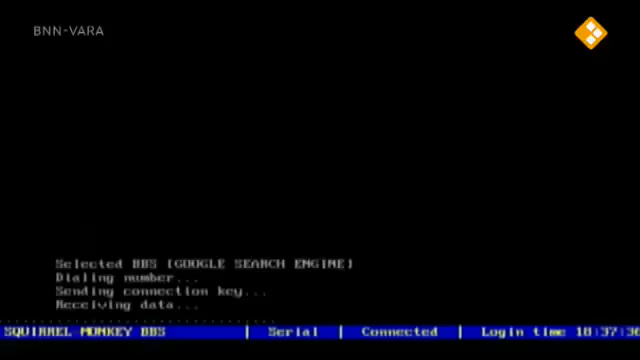 BNN-VARA
Selected BBS [GOOGLE SEARCH ENGINE]
Dialing number...
Sending connection key...
Receiving data...
SQUIRREL MONKEY BBS | Serial | Connected | Login time 18:37:36